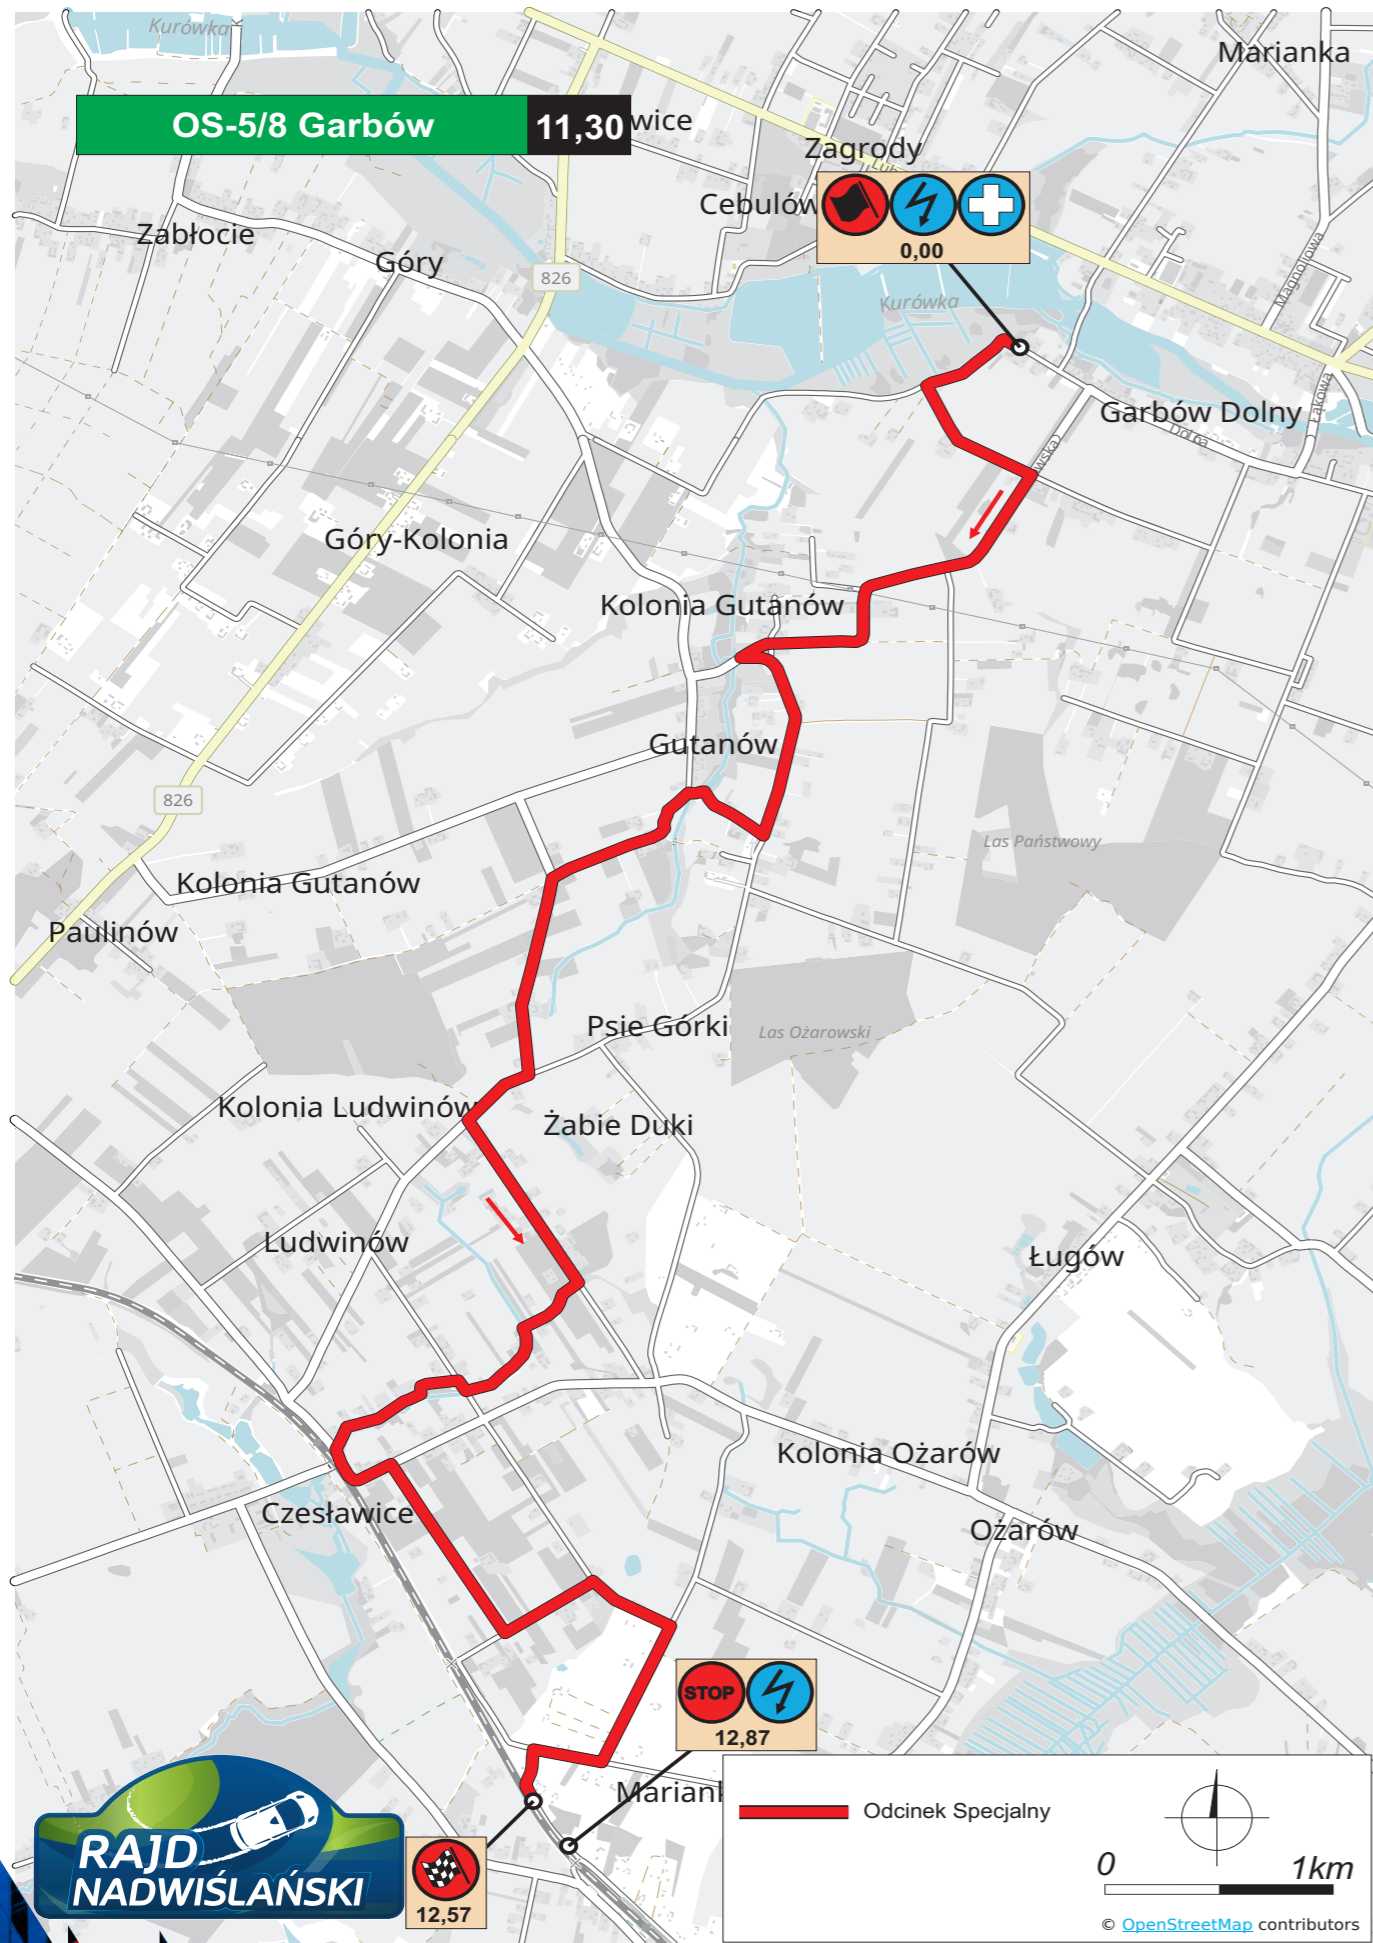 Kurówka
Marianka
OS-5/8 Garbów
11,30
wice
Zagrody
Cebulów
0,00
Zabłocie
Góry
826
Kurówka
Magnoliowa
Łąkowa
Garbów Dolny
Dolna
wska
Góry-Kolonia
Kolonia Gutanów
Gutanów
826
Las Państwowy
Kolonia Gutanów
Paulinów
Psie Górki
Las Ożarowski
Kolonia Ludwinów
Żabie Duki
Ludwinów
Ługów
Kolonia Ożarów
Czesławice
Ożarów
STOP
12,87
Mariank
RAJD
NADWIŚLAŃSKI
12,57
Odcinek Specjalny
0 1km
© OpenStreetMap contributors